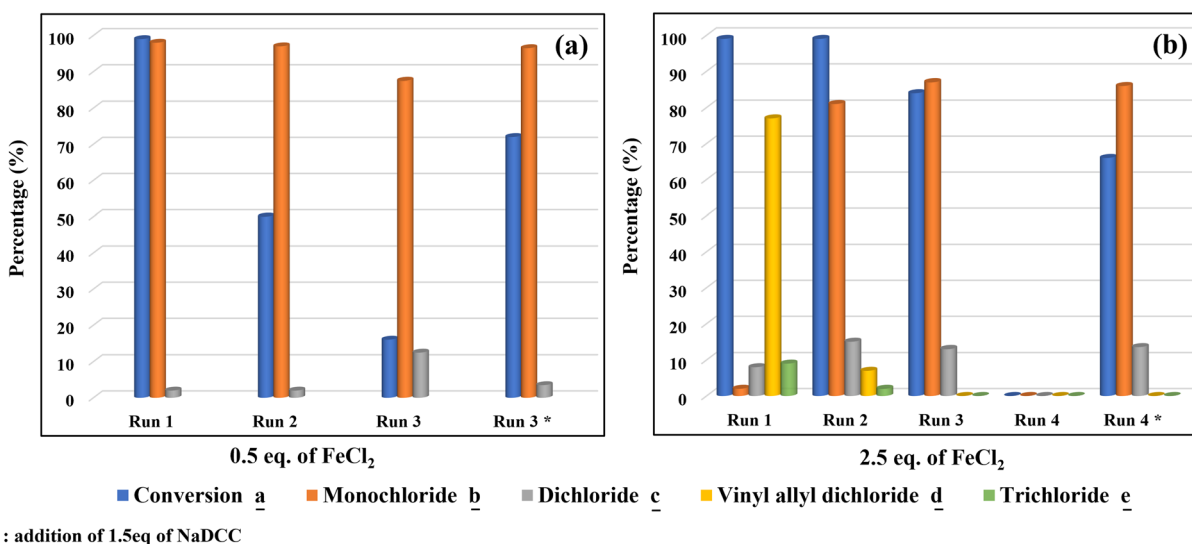 (a)
Percentage (%)
100
90
80
70
60
50
40
30
20
10
0
Run 1 Run 2 Run 3 Run 3 *
0.5 eq. of FeCl₂
(b)
Percentage (%)
100
90
80
70
60
50
40
30
20
10
0
Run 1 Run 2 Run 3 Run 4 Run 4 *
2.5 eq. of FeCl₂
Conversion a Monochloride b Dichloride c Vinyl allyl dichloride d Trichloride e
: addition of 1.5eq of NaDCC